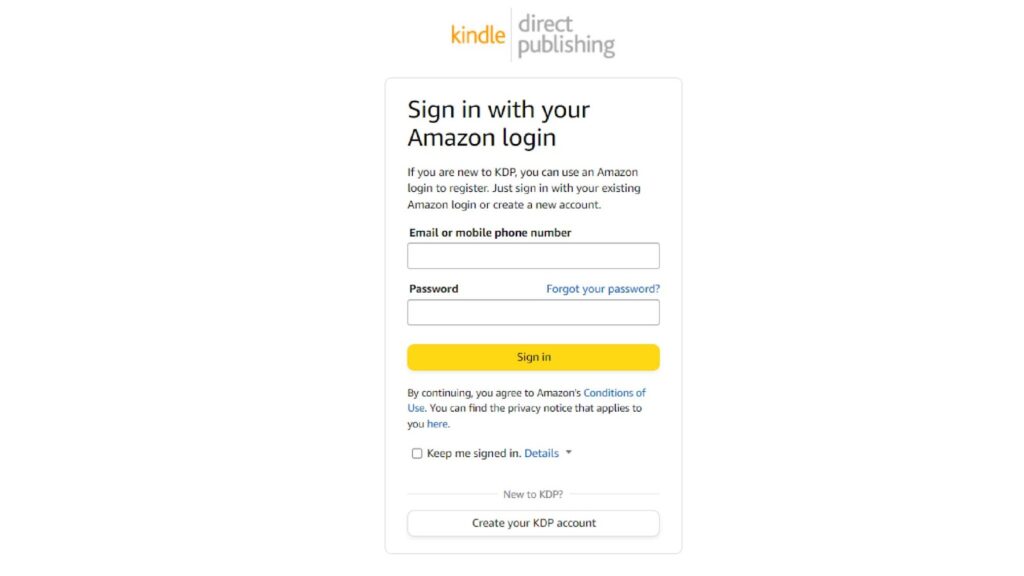 kindle direct publishing
Sign in with your
Amazon login
If you are new to KDP, you can use an Amazon
login to register. Just sign in with your existing
Amazon login or create a new account.
Email or mobile phone number
Password Forgot your password?
Sign in
By continuing, you agree to Amazon's Conditions of
Use. You can find the privacy notice that applies to
you here.
Keep me signed in. Details
New to KDP?
Create your KDP account